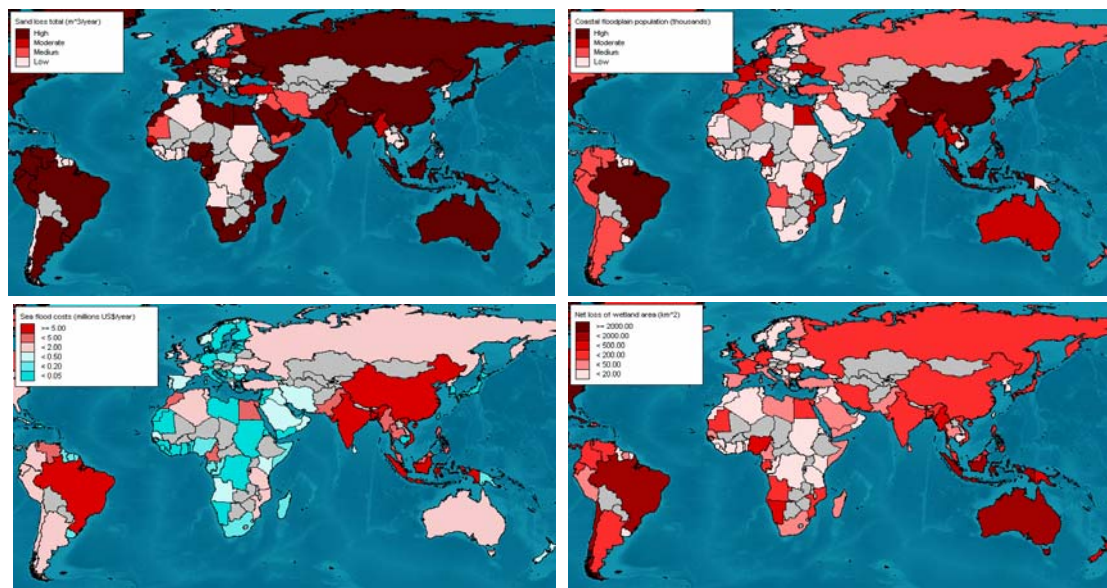 Sand loss total (m^3/year)
High
Moderate
Medium
Low
Coastal floodplain population (thousands)
High
Moderate
Medium
Low
Sea flood costs (millions US$/year)
>= 5.00
< 5.00
< 2.00
< 0.50
< 0.20
< 0.05
Net loss of wetland area (km^2)
>= 2000.00
< 2000.00
< 500.00
< 200.00
< 50.00
< 20.00